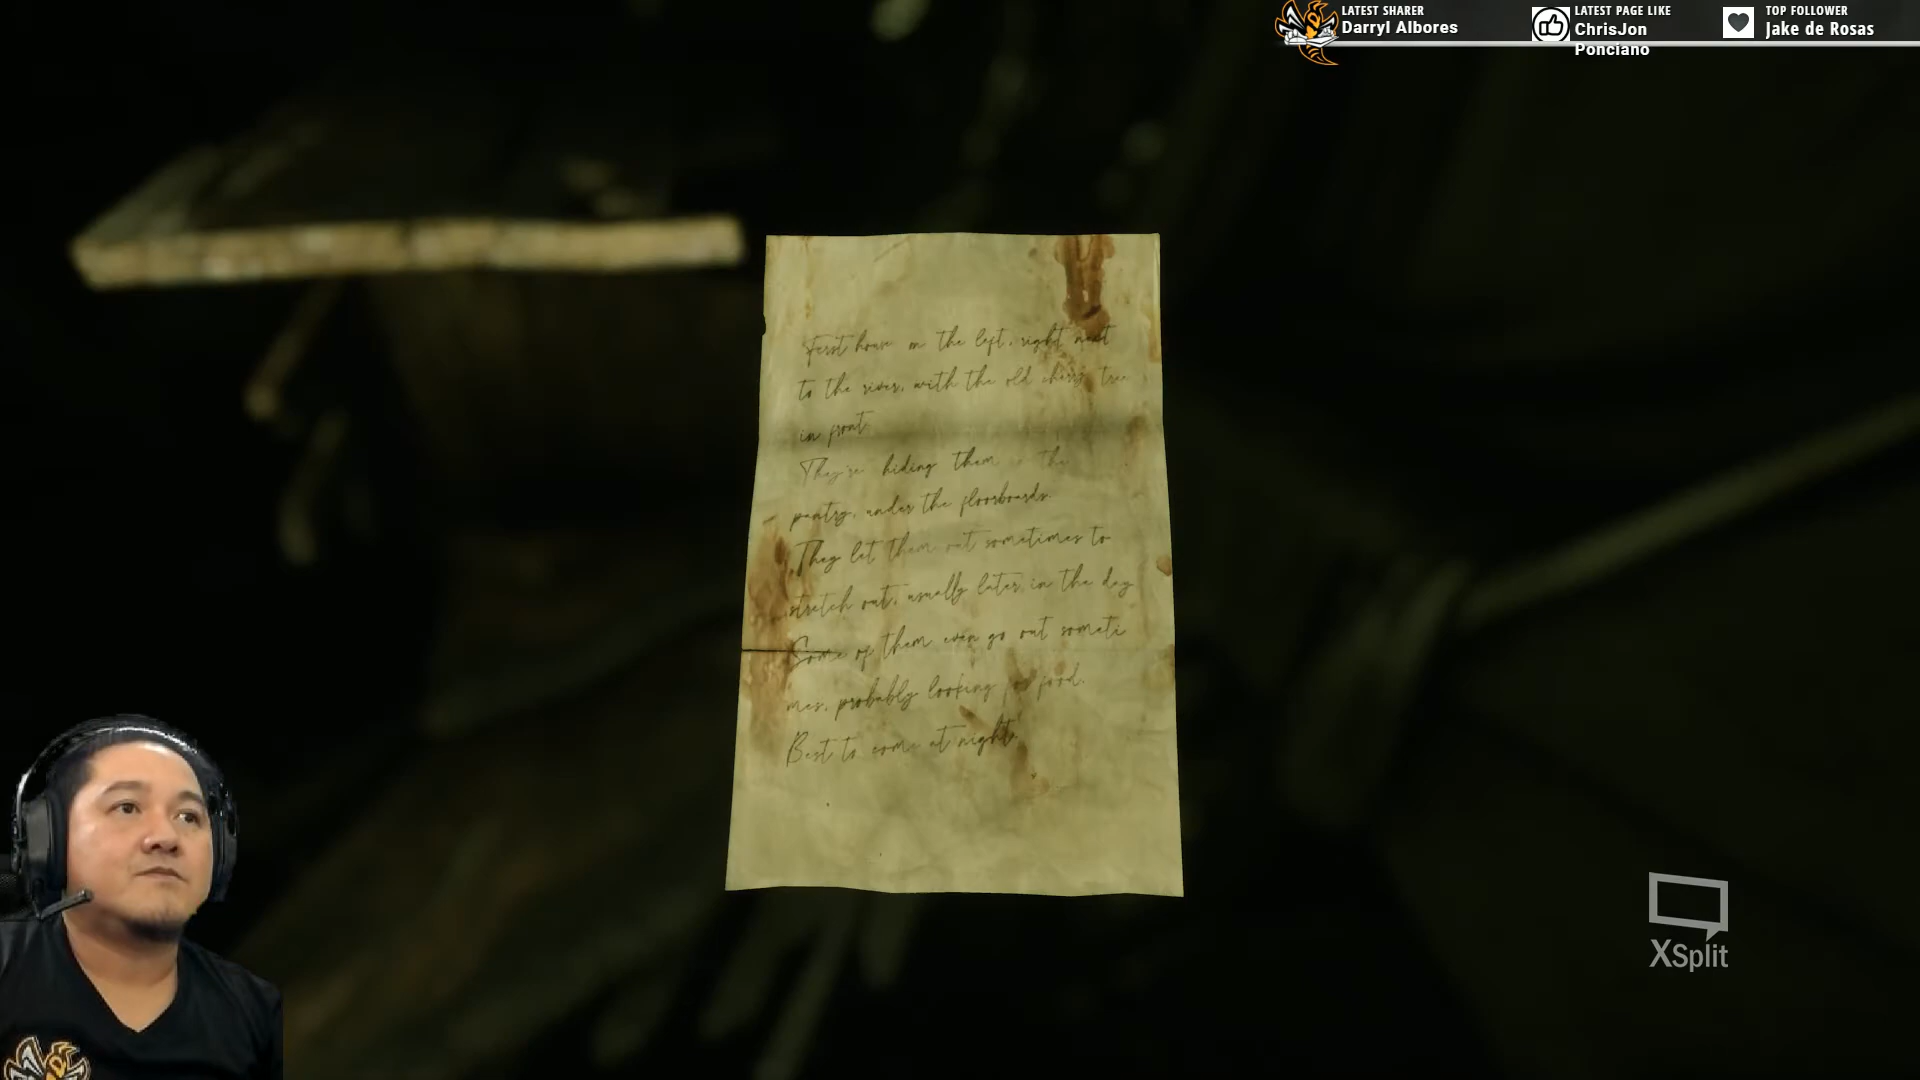 LATEST SHARER
Darryl Albores
LATEST PAGE LIKE
ChrisJon
Ponciano
TOP FOLLOWER
Jake de Rosas
First house on the left, right next
to the river, with the old cherry tree
in front.
They're hiding them in the
pantry, under the floorboards.
They let them out sometimes to
stretch out, usually later in the day
Some of them even go out someti
mes, probably looking for food.
Best to come at night.
XSplit